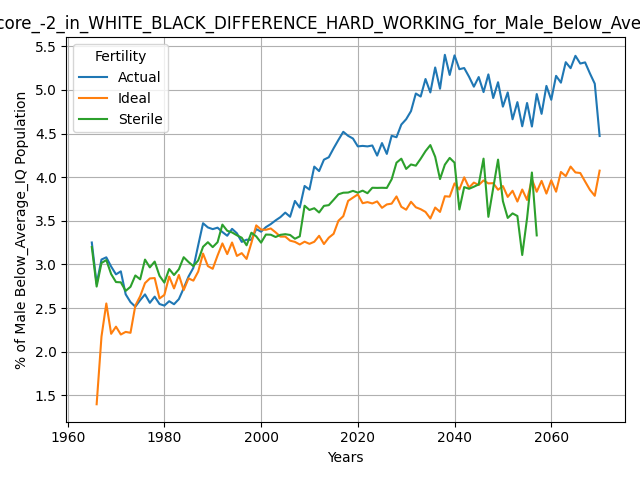 core_-2_in_WHITE_BLACK_DIFFERENCE_HARD_WORKING_for_Male_Below_Ave
% of Male Below_Average_IQ Population
5.5
5.0
4.5
4.0
3.5
3.0
2.5
2.0
1.5
Fertility
Actual
Ideal
Sterile
1960
1980
2000
2020
2040
2060
Years